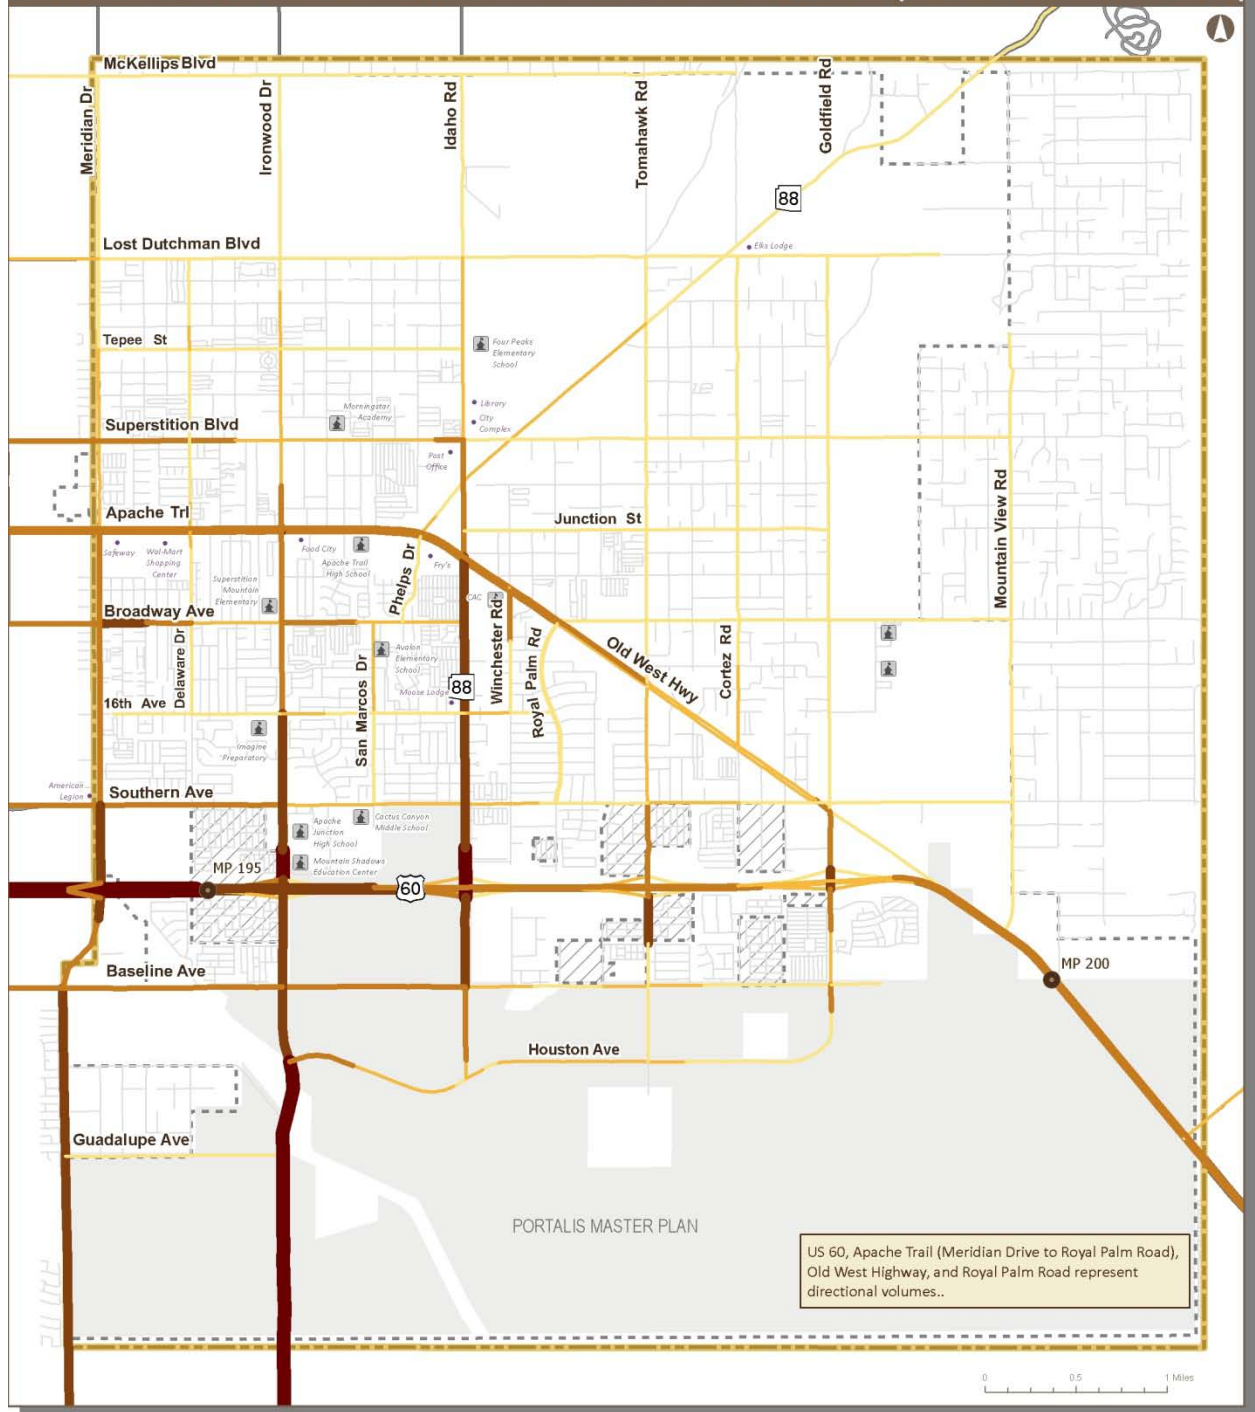 McKellips Blvd
Meridian Dr
Ironwood Dr
Idaho Rd
Tomahawk Rd
Goldfield Rd
88
Elks Lodge
Lost Dutchman Blvd
Tepee St
Four Peaks
Elementary
School
Morningstar
Academy
Library
City
Complex
Superstition Blvd
Post
Office
Mountain View Rd
Apache Trl
Junction St
Safeway
Wal-Mart
Shopping
Center
Food City
Apache Trail
High School
Phelps Dr
Fry's
Superstition
Mountain
Elementary
CAC
Winchester Rd
Broadway Ave
Delaware Dr
San Marcos Dr
Avalon
Elementary
School
Moose Lodge
88
Royal Palm Rd
Old West Hwy
Cortez Rd
16th Ave
Imagine
Preparatory
American
Legion
Southern Ave
Apache
Junction
High School
Cactus Canyon
Middle School
Mountain Shadows
Education Center
MP 195
60
Baseline Ave
MP 200
Houston Ave
Guadalupe Ave
PORTALIS MASTER PLAN
US 60, Apache Trail (Meridian Drive to Royal Palm Road),
Old West Highway, and Royal Palm Road represent
directional volumes..
0 0.5 1 Miles